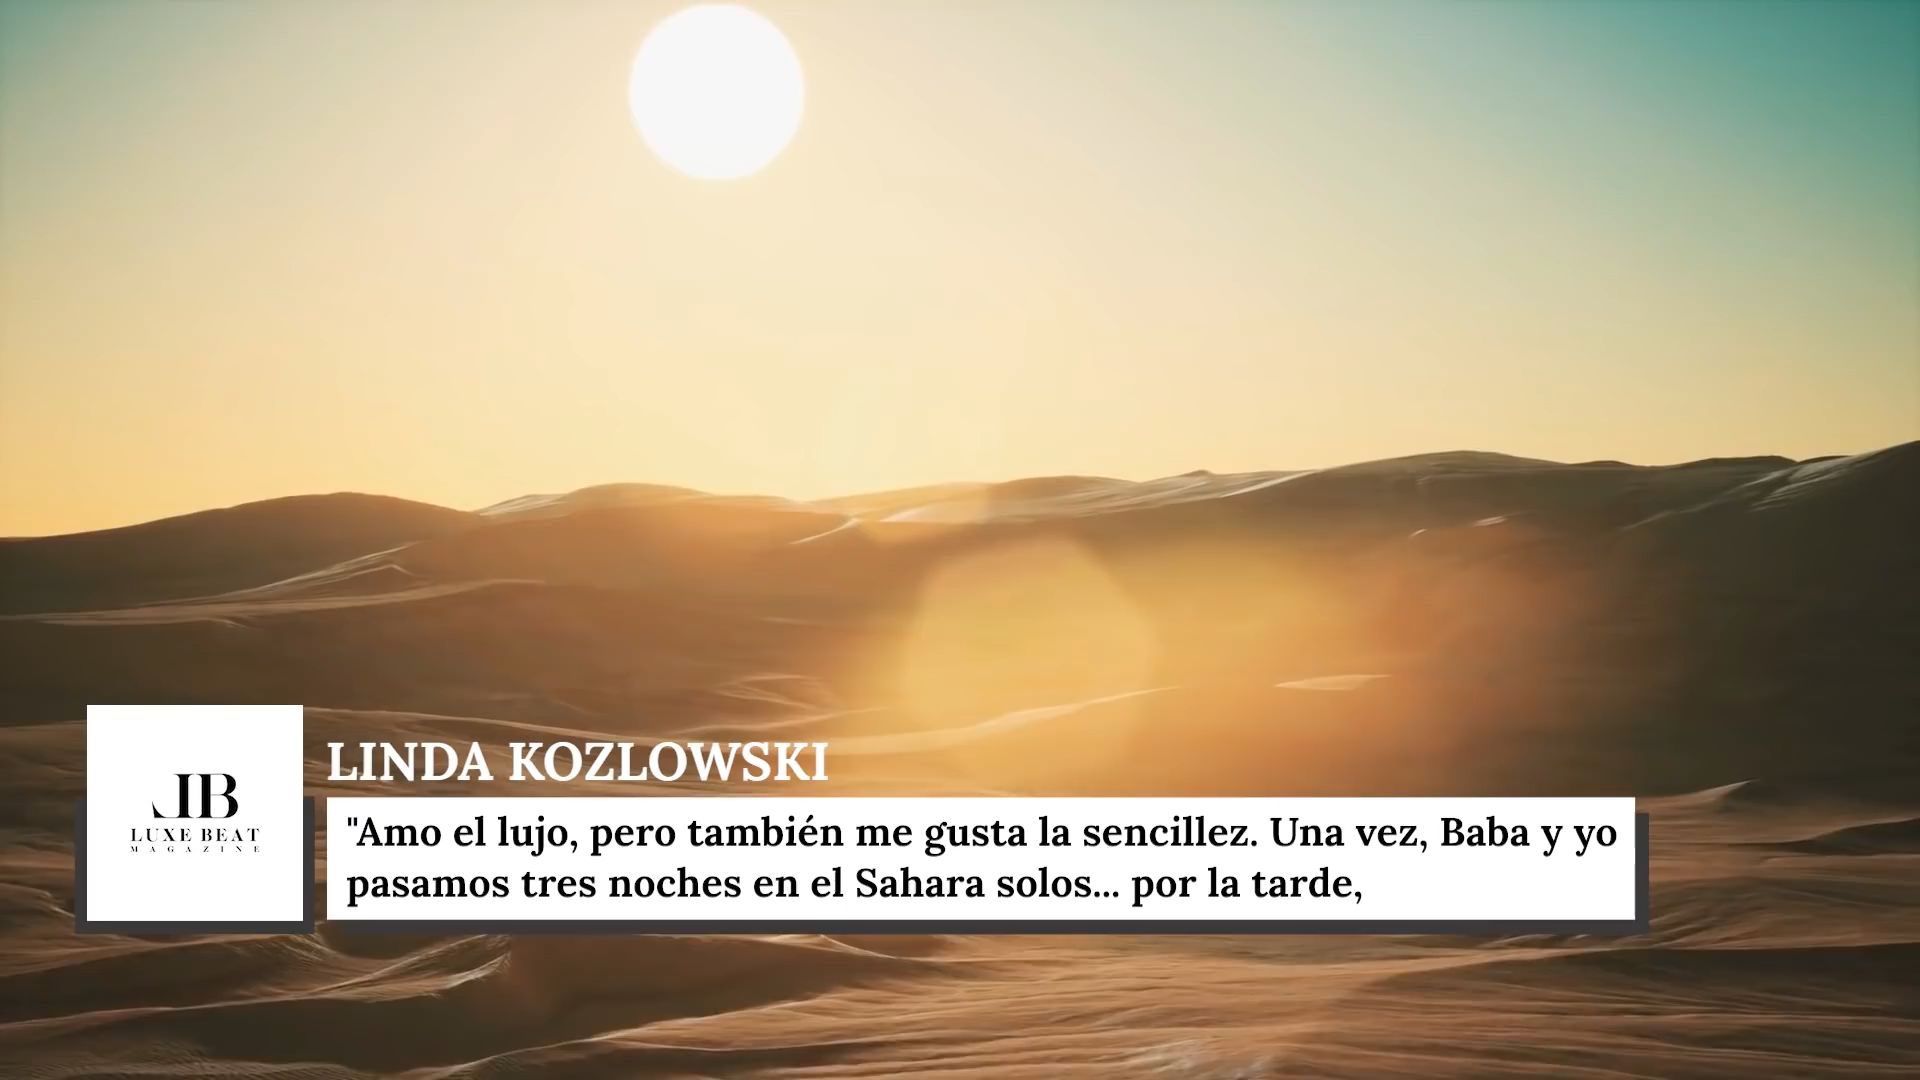 LINDA KOZLOWSKI
LB
LUXE BEAT
MAGAZINE
"Amo el lujo, pero también me gusta la sencillez. Una vez, Baba y yo
pasamos tres noches en el Sahara solos... por la tarde,